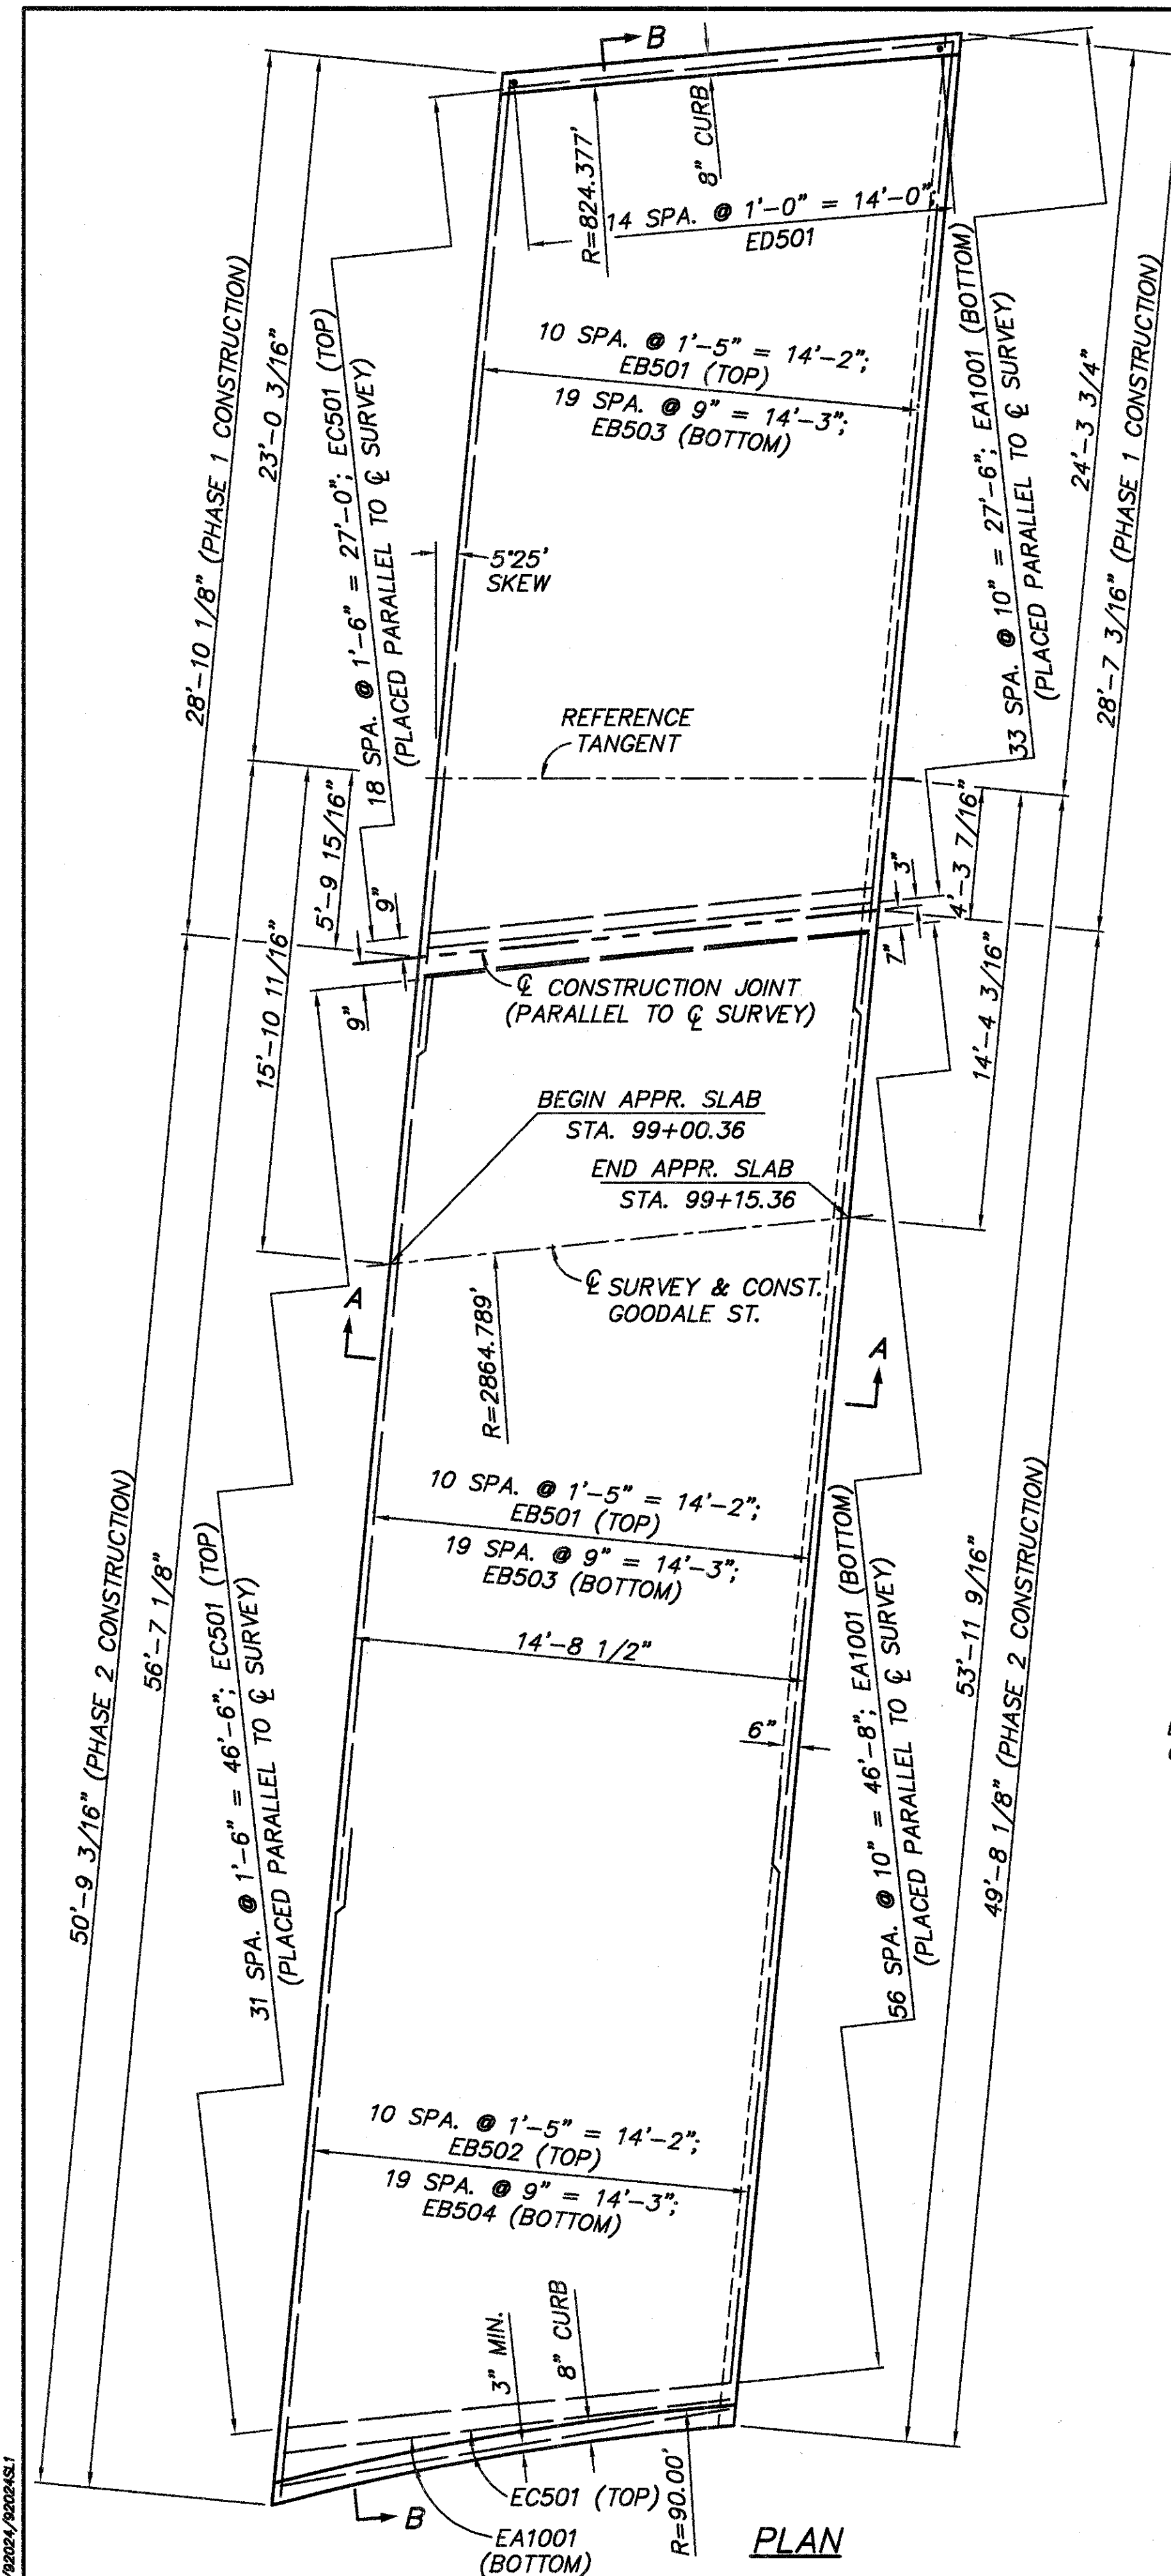 B
8" CURB
R=824.377'
14 SPA. @ 1'-0" = 14'-0";
ED501
28'-10 1/8" (PHASE 1 CONSTRUCTION)
23'-0 3/16"
18 SPA. @ 1'-6" = 27'-0"; EC501 (TOP)
(PLACED PARALLEL TO ℄ SURVEY)
10 SPA. @ 1'-5" = 14'-2";
EB501 (TOP)
19 SPA. @ 9" = 14'-3";
EB503 (BOTTOM)
33 SPA. @ 10" = 27'-6"; EA1001 (BOTTOM)
(PLACED PARALLEL TO ℄ SURVEY)
24'-3 3/4"
28'-7 3/16" (PHASE 1 CONSTRUCTION)
5°25'
SKEW
REFERENCE
TANGENT
5'-9 15/16"
9"
15'-10 11/16"
9"
3"
4'-3 7/16"
7"
14'-4 3/16"
℄ CONSTRUCTION JOINT
(PARALLEL TO ℄ SURVEY)
BEGIN APPR. SLAB
STA. 99+00.36
END APPR. SLAB
STA. 99+15.36
℄ SURVEY & CONST.
GOODALE ST.
R=2864.789'
A
A
10 SPA. @ 1'-5" = 14'-2";
EB501 (TOP)
19 SPA. @ 9" = 14'-3";
EB503 (BOTTOM)
50'-9 3/16" (PHASE 2 CONSTRUCTION)
56'-7 1/8"
31 SPA. @ 1'-6" = 46'-6"; EC501 (TOP)
(PLACED PARALLEL TO ℄ SURVEY)
14'-8 1/2"
6"
56 SPA. @ 10" = 46'-8"; EA1001 (BOTTOM)
(PLACED PARALLEL TO ℄ SURVEY)
53'-11 9/16"
49'-8 1/8" (PHASE 2 CONSTRUCTION)
10 SPA. @ 1'-5" = 14'-2";
EB502 (TOP)
19 SPA. @ 9" = 14'-3";
EB504 (BOTTOM)
3" MIN.
8" CURB
R=90.00'
EC501 (TOP)
B
EA1001
(BOTTOM)
PLAN
/92024/92024SL1